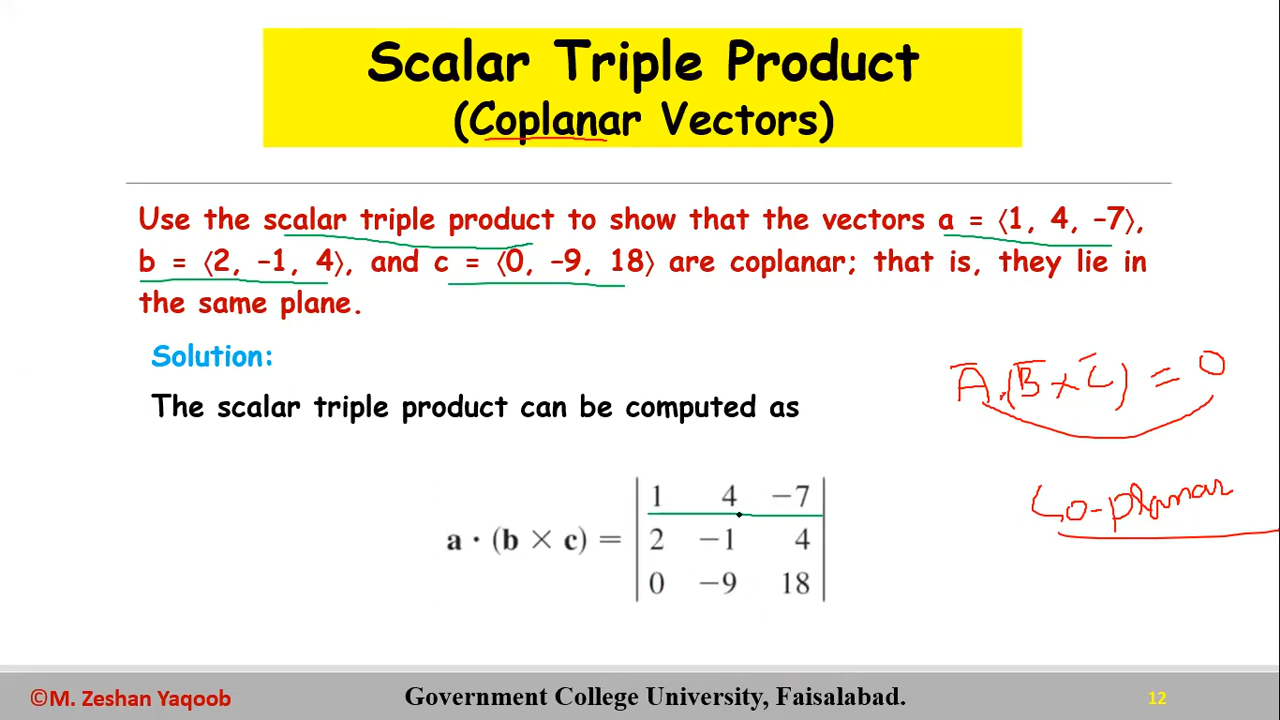 Scalar Triple Product
(Coplanar Vectors)
Use the scalar triple product to show that the vectors a = ⟨1, 4, –7⟩,
b = ⟨2, –1, 4⟩, and c = ⟨0, –9, 18⟩ are coplanar; that is, they lie in
the same plane.
Solution:
The scalar triple product can be computed as
A̅.(B̅ × C̅) = 0
Co-planar
1 4 −7
a · (b × c) = 2 −1 4
0 −9 18
©M. Zeshan Yaqoob
Government College University, Faisalabad.
12